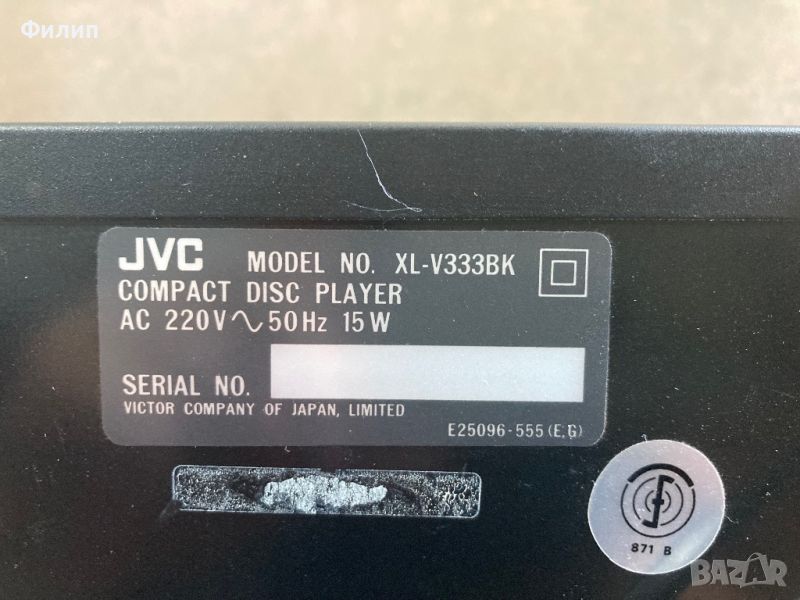 Филип
JVC MODEL NO. XL-V333BK
COMPACT DISC PLAYER
AC 220V ∿ 50Hz 15W
SERIAL NO.
VICTOR COMPANY OF JAPAN, LIMITED
E25096-555 (E,G)
871 B
BAZAR